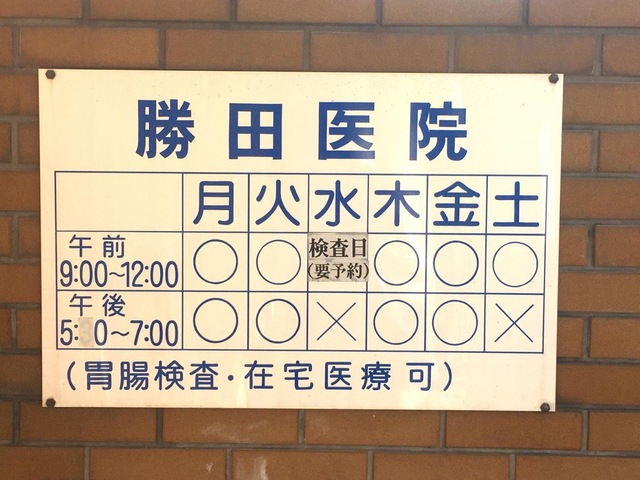 勝田医院
月 火 水 木 金 土
午前
9:00~12:00 ○ ○ 検査日(要予約) ○ ○ ○
午後
5:30~7:00 ○ ○ × ○ ○ ×
(胃腸検査・在宅医療可)